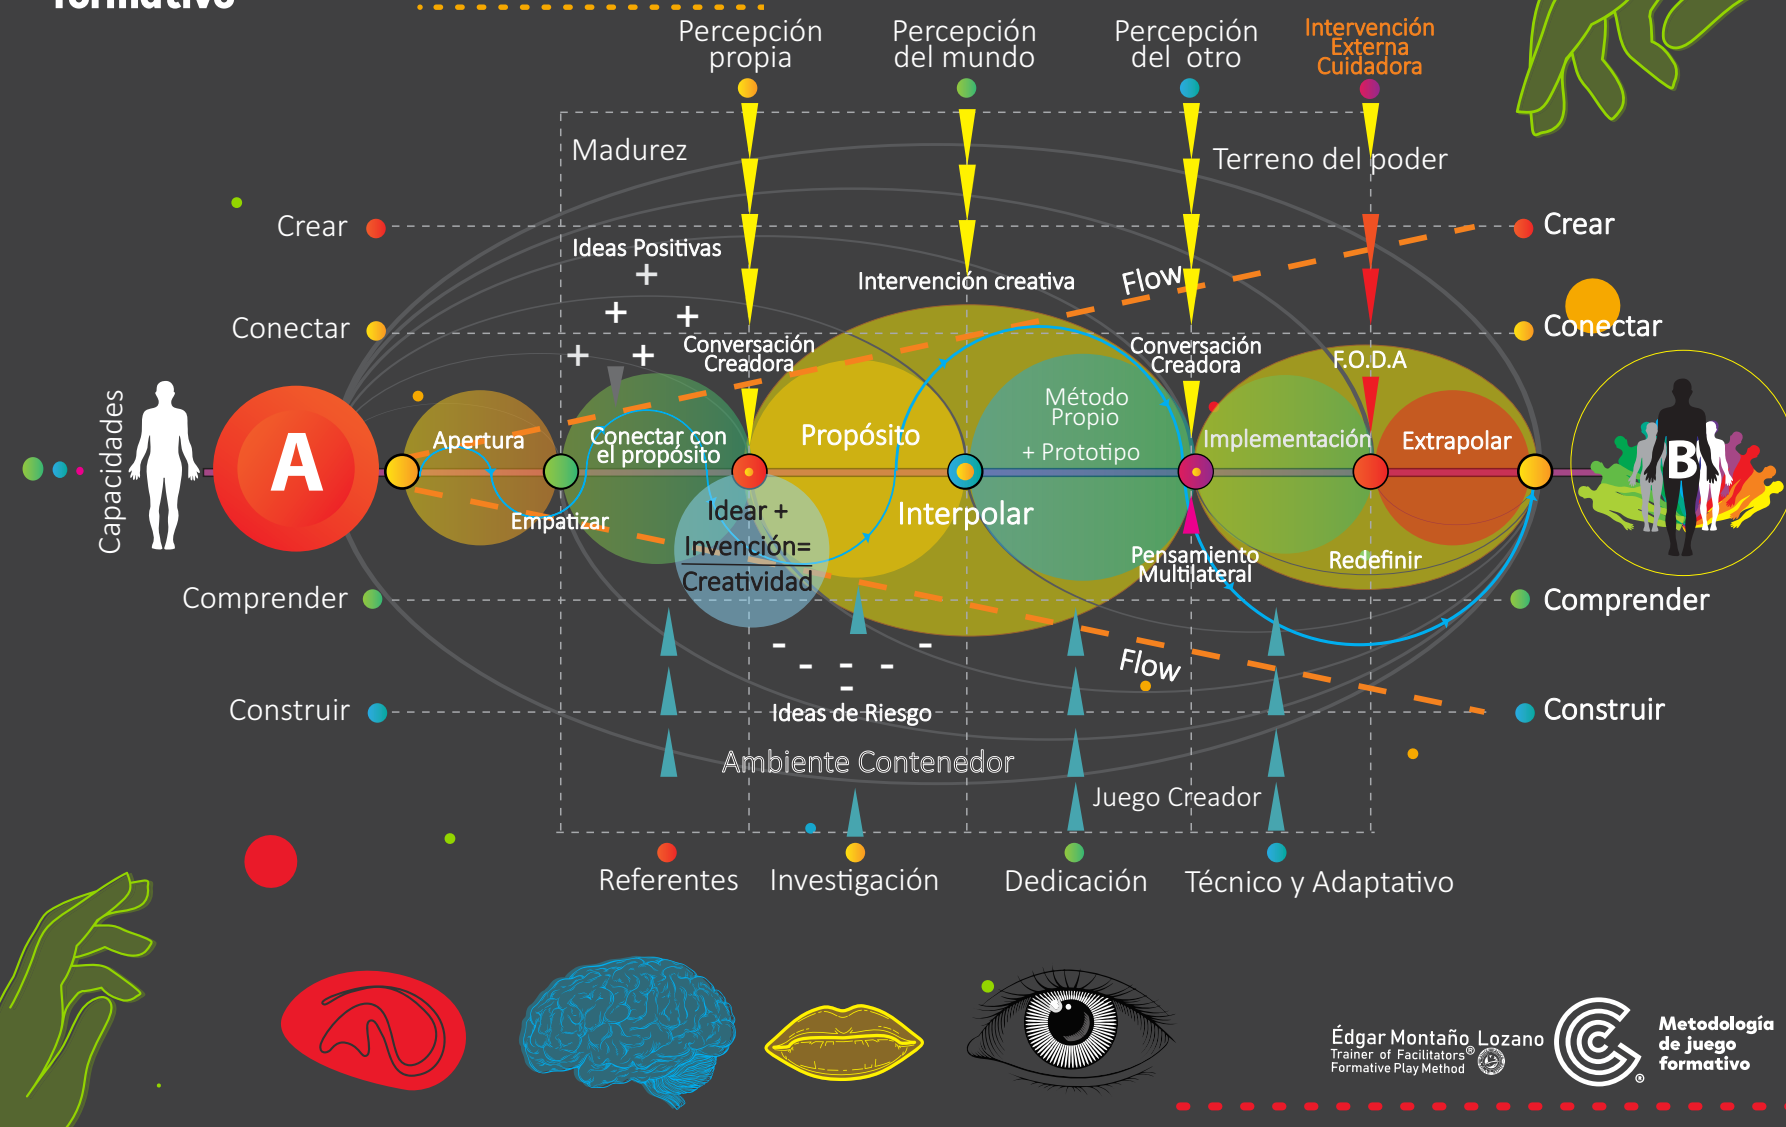 formativo
Percepción
propia
Percepción
del mundo
Percepción
del otro
Intervención
Externa
Cuidadora
Madurez
Terreno del poder
Crear
Crear
Ideas Positivas
+
+ +
+ +
Intervención creativa
Flow
Conectar
Conectar
Conversación
Creadora
Conversación
Creadora
F.O.D.A
Capacidades
A
Apertura
Conectar con
el propósito
Propósito
Método
Propio
+ Prototipo
Implementación
Extrapolar
B
Empatizar
Idear +
Invención=
Creatividad
Interpolar
Pensamiento
Multilateral
Redefinir
Comprender
Comprender
- -
- - -
-
Flow
Construir
Construir
Ideas de Riesgo
Ambiente Contenedor
Juego Creador
Referentes
Investigación
Dedicación
Técnico y Adaptativo
Édgar Montaño Lozano
Trainer of Facilitators®
Formative Play Method
®
Metodología
de juego
formativo